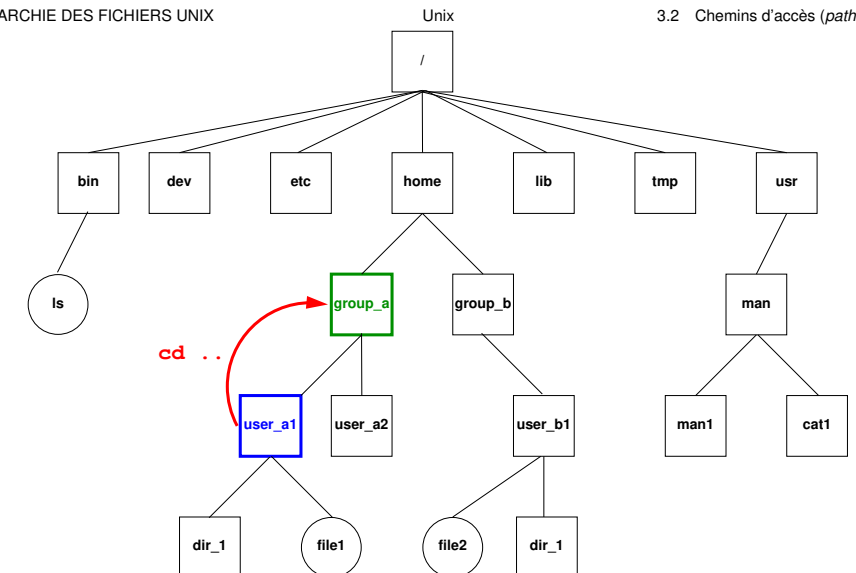 ARCHIE DES FICHIERS UNIX Unix 3.2 Chemins d'accès (path
/
bin dev etc home lib tmp usr
ls group_a group_b man
cd ..
user_a1 user_a2 user_b1 man1 cat1
dir_1 file1 file2 dir_1